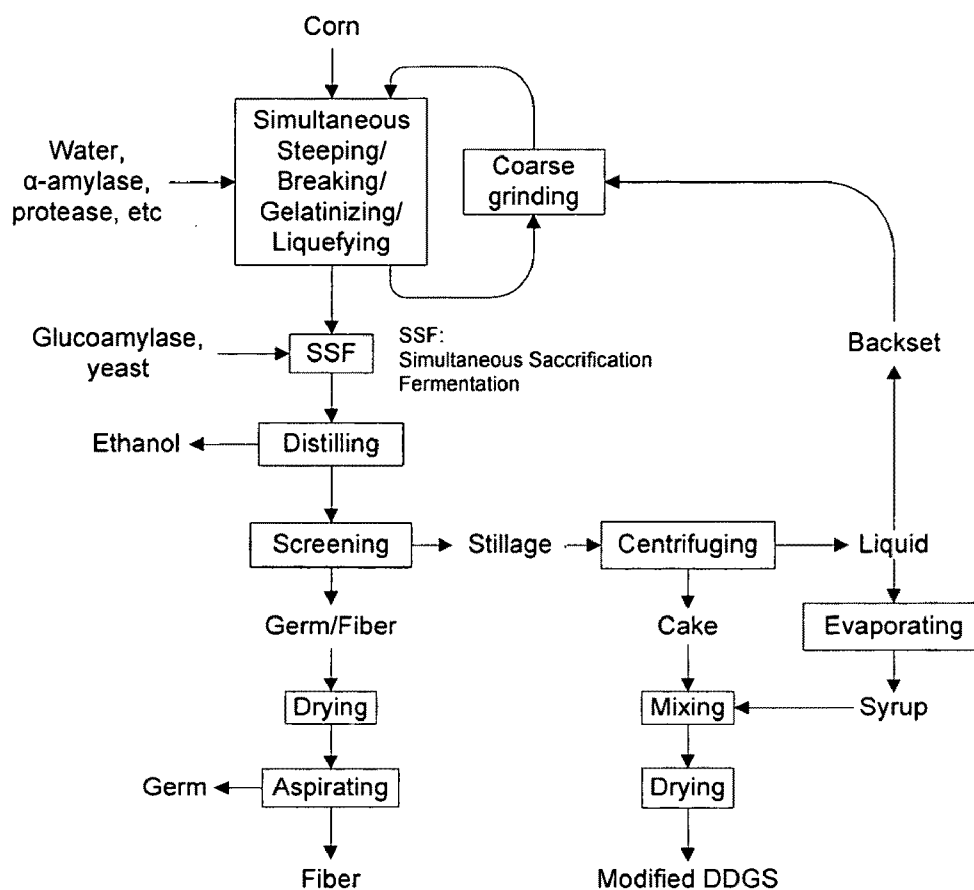 Corn
Simultaneous
Steeping/
Breaking/
Gelatinizing/
Liquefying
Coarse
grinding
Water,
α-amylase,
protease, etc
Glucoamylase,
yeast
SSF
SSF:
Simultaneous Saccrification
Fermentation
Backset
Ethanol
Distilling
Screening
Stillage
Centrifuging
Liquid
Germ/Fiber
Cake
Evaporating
Drying
Mixing
Syrup
Germ
Aspirating
Drying
Fiber
Modified DDGS